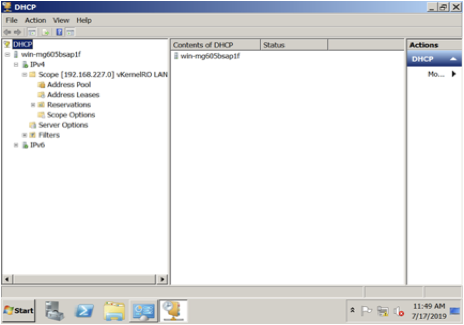 DHCP
File Action View Help
DHCP
win-mg605bsap1f
IPv4
Scope [192.168.227.0] vKernelRO LAN
Address Pool
Address Leases
Reservations
Scope Options
Server Options
Filters
IPv6
Contents of DHCP Status
win-mg605bsap1f
Actions
DHCP
Mo...
Start
11:49 AM
7/17/2019